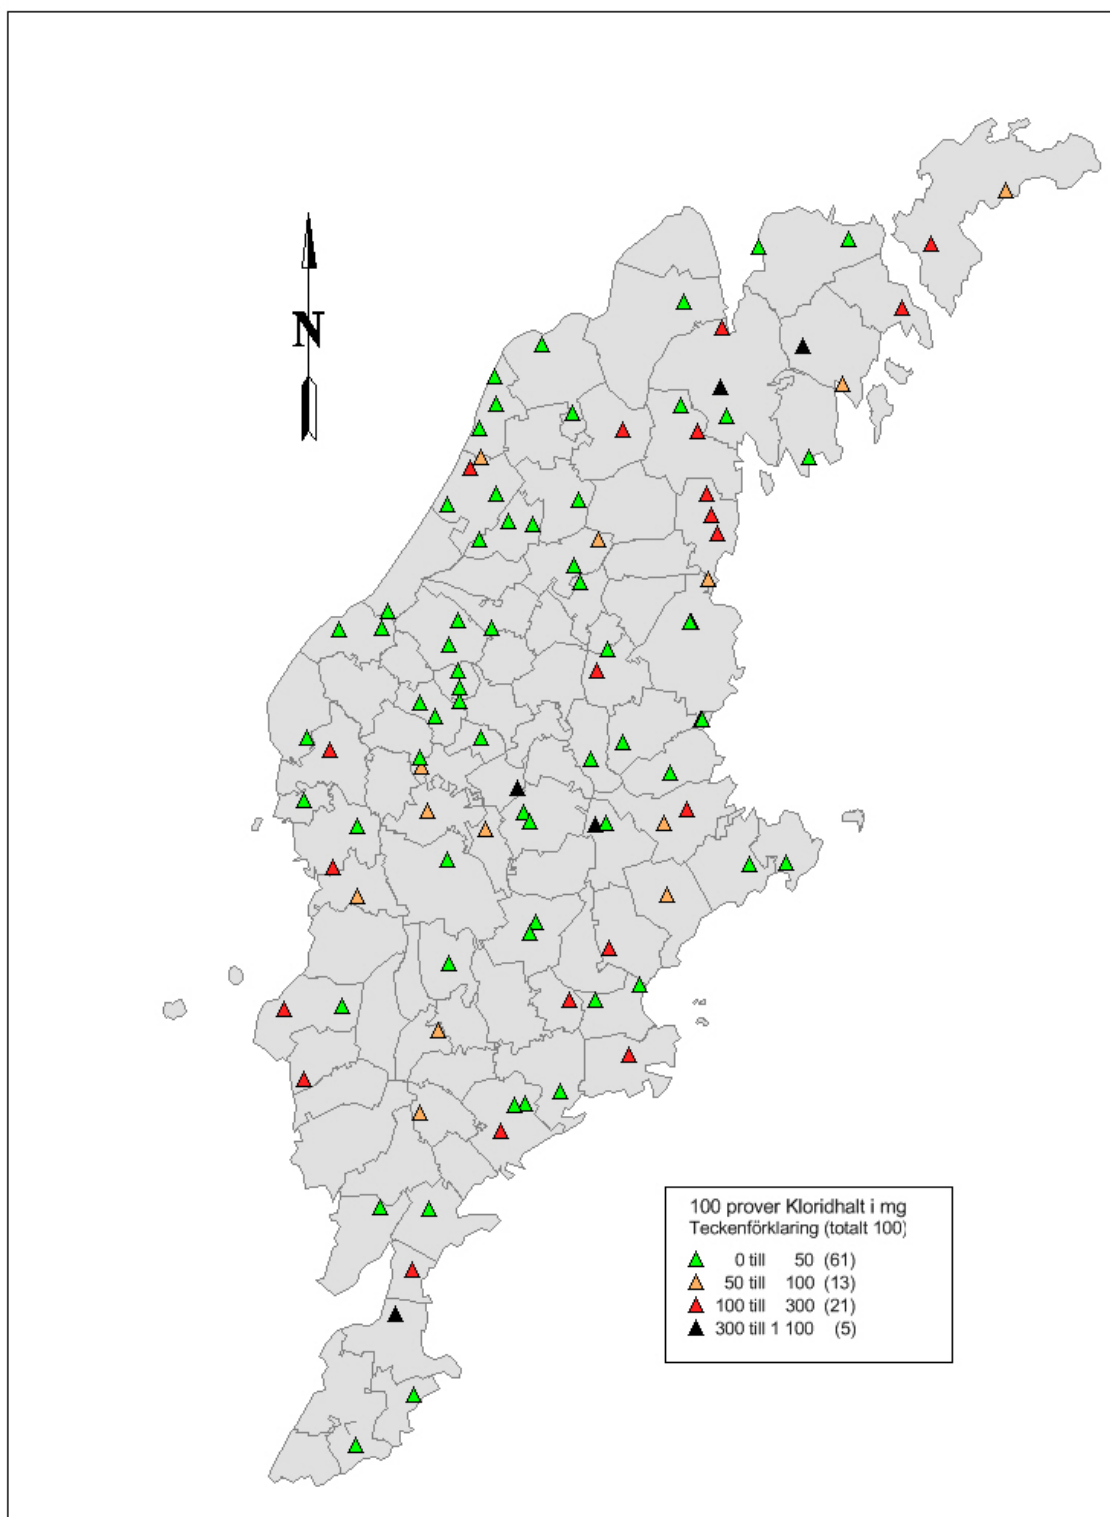 N
100 prover Kloridhalt i mg
Teckenförklaring (totalt 100)
0 till 50 (61)
50 till 100 (13)
100 till 300 (21)
300 till 1 100 (5)